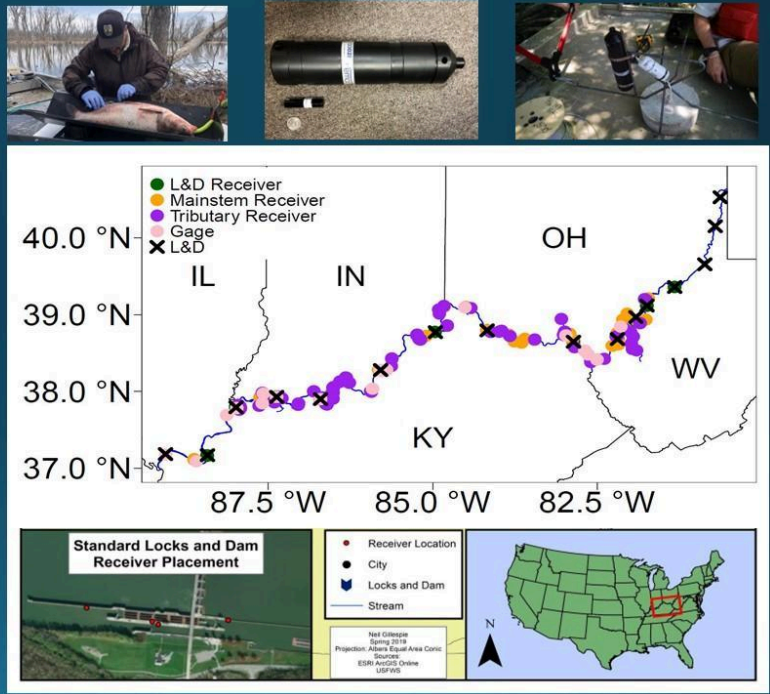 L&D Receiver
Mainstem Receiver
Tributary Receiver
Gage
L&D
40.0 °N
39.0 °N
38.0 °N
37.0 °N
IL
IN
OH
KY
WV
87.5 °W
85.0 °W
82.5 °W
Standard Locks and Dam
Receiver Placement
Receiver Location
City
Locks and Dam
Stream
Neil Gillespie
Spring 2019
Projection: Albers Equal Area Conic
Sources:
ESRI ArcGIS Online
USFWS
N